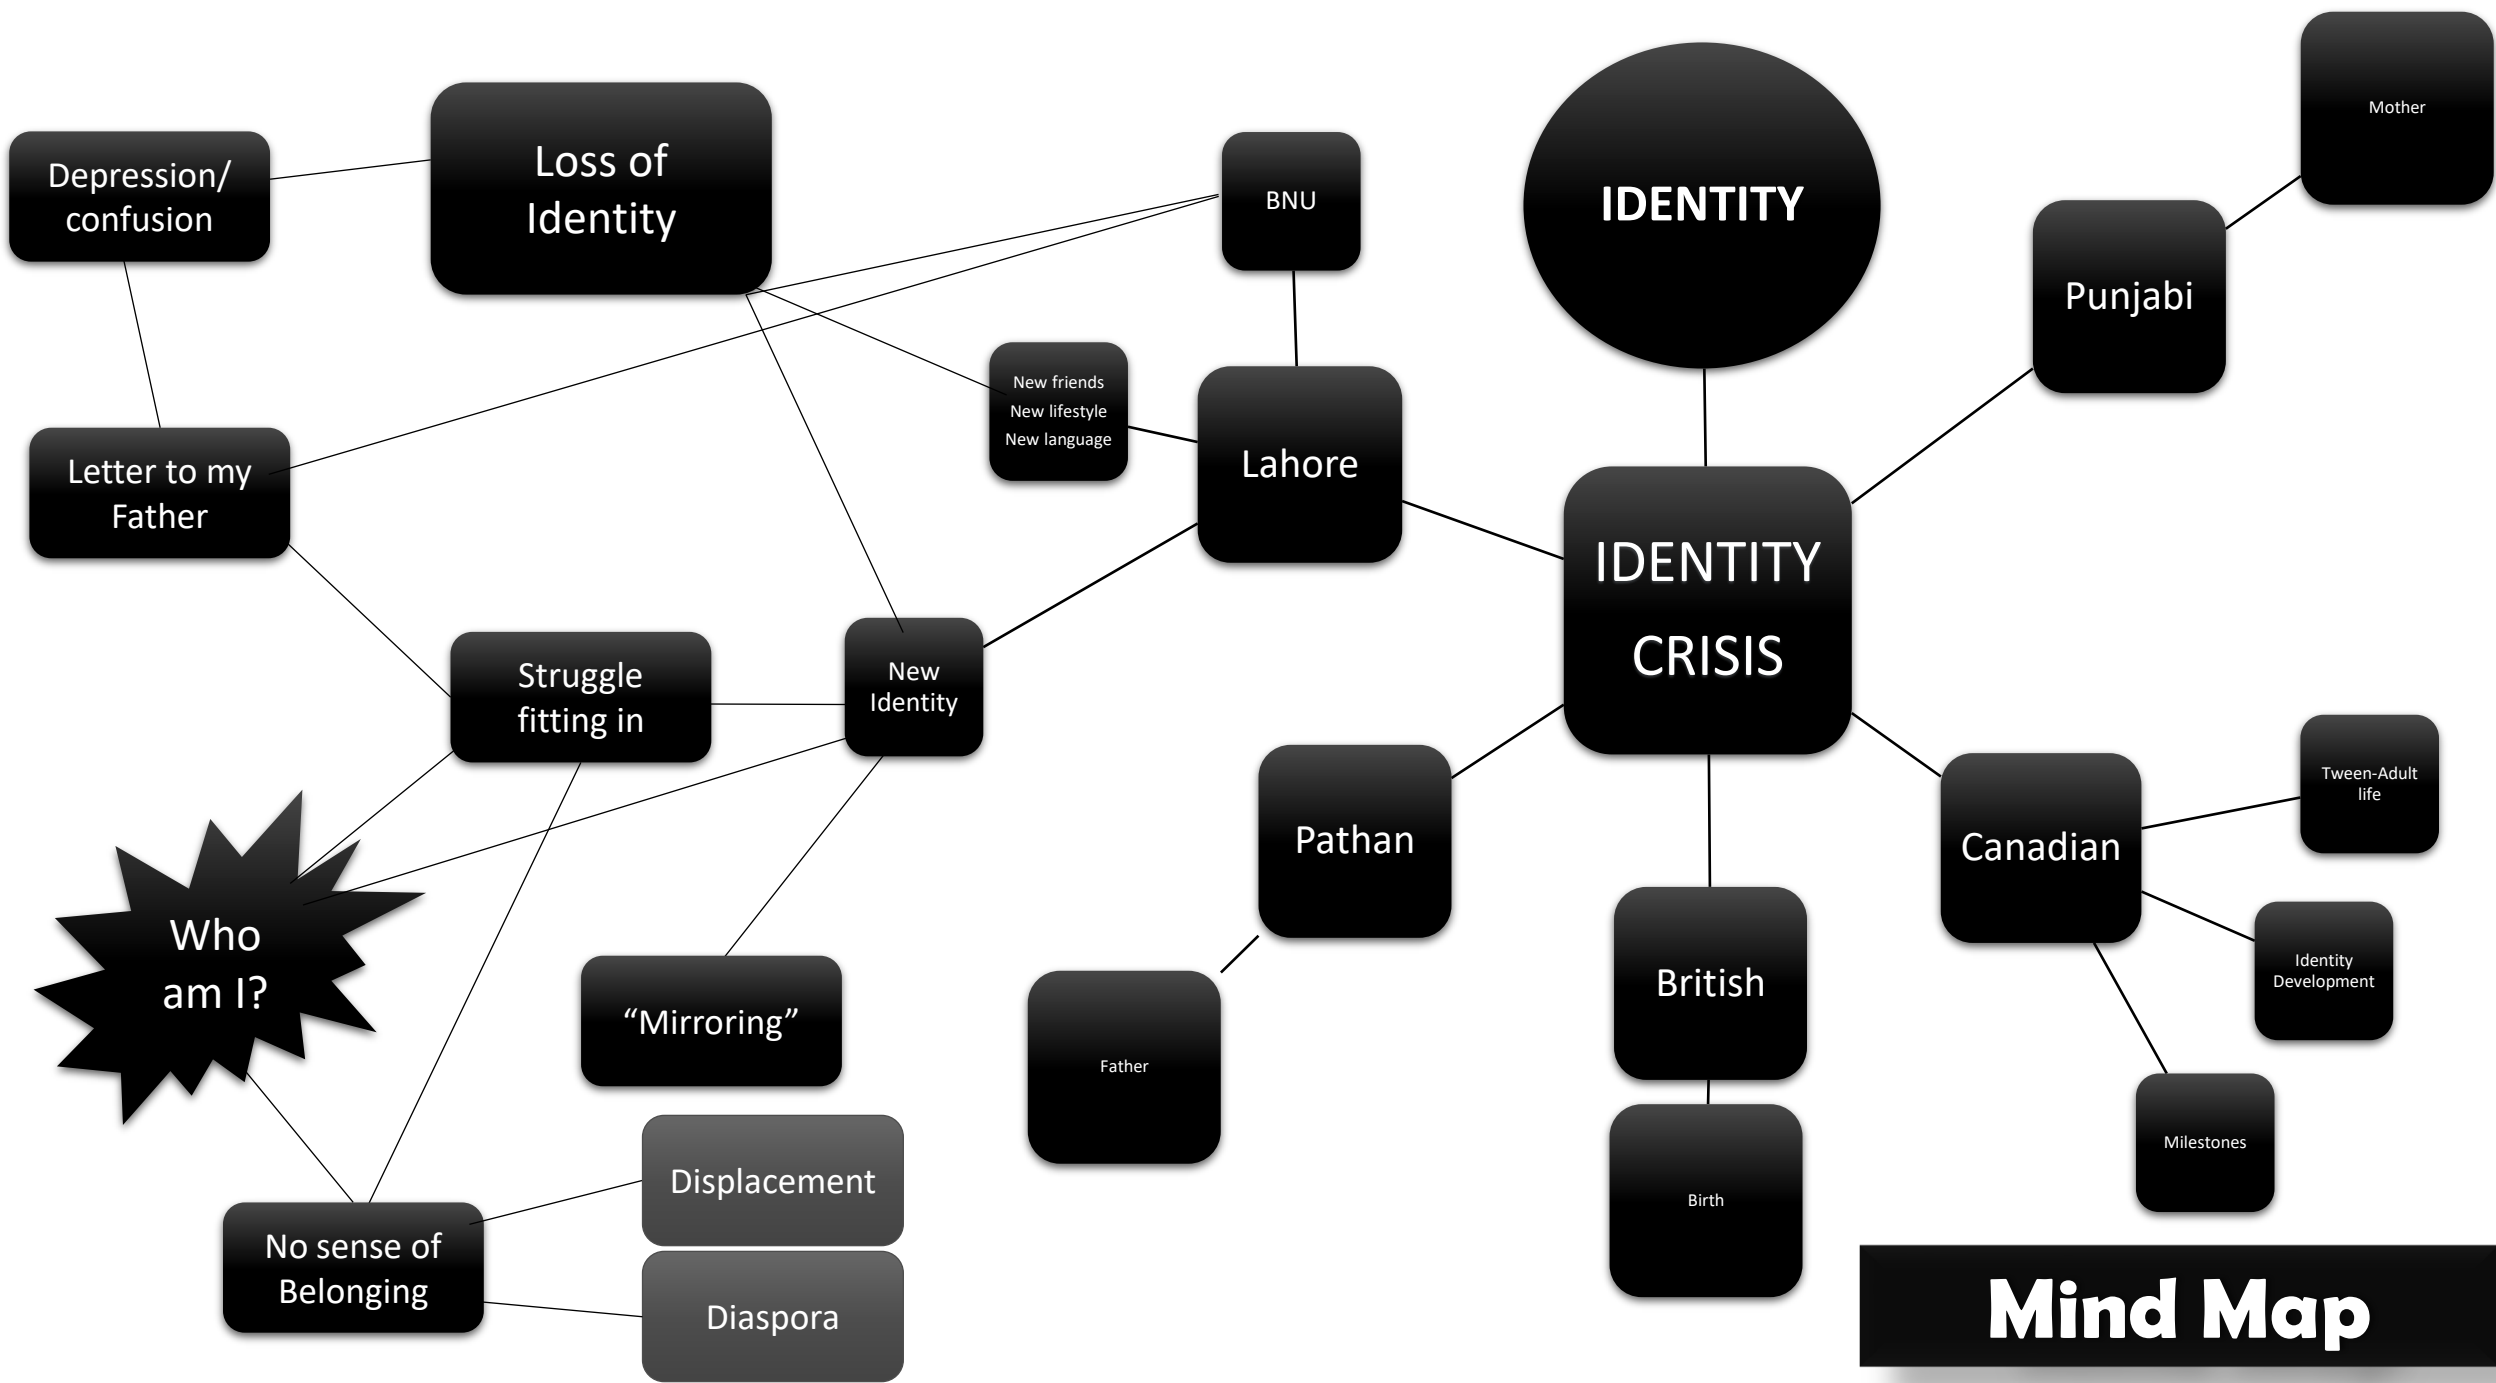 Mother
Depression/
confusion
Loss of
Identity
BNU
IDENTITY
Punjabi
New friends
New lifestyle
New language
Lahore
Letter to my
Father
IDENTITY
CRISIS
Struggle
fitting in
New
Identity
Pathan
Canadian
Tween-Adult
life
Who
am I?
“Mirroring”
Father
British
Identity
Development
Milestones
Displacement
Birth
No sense of
Belonging
Diaspora
Mind Map